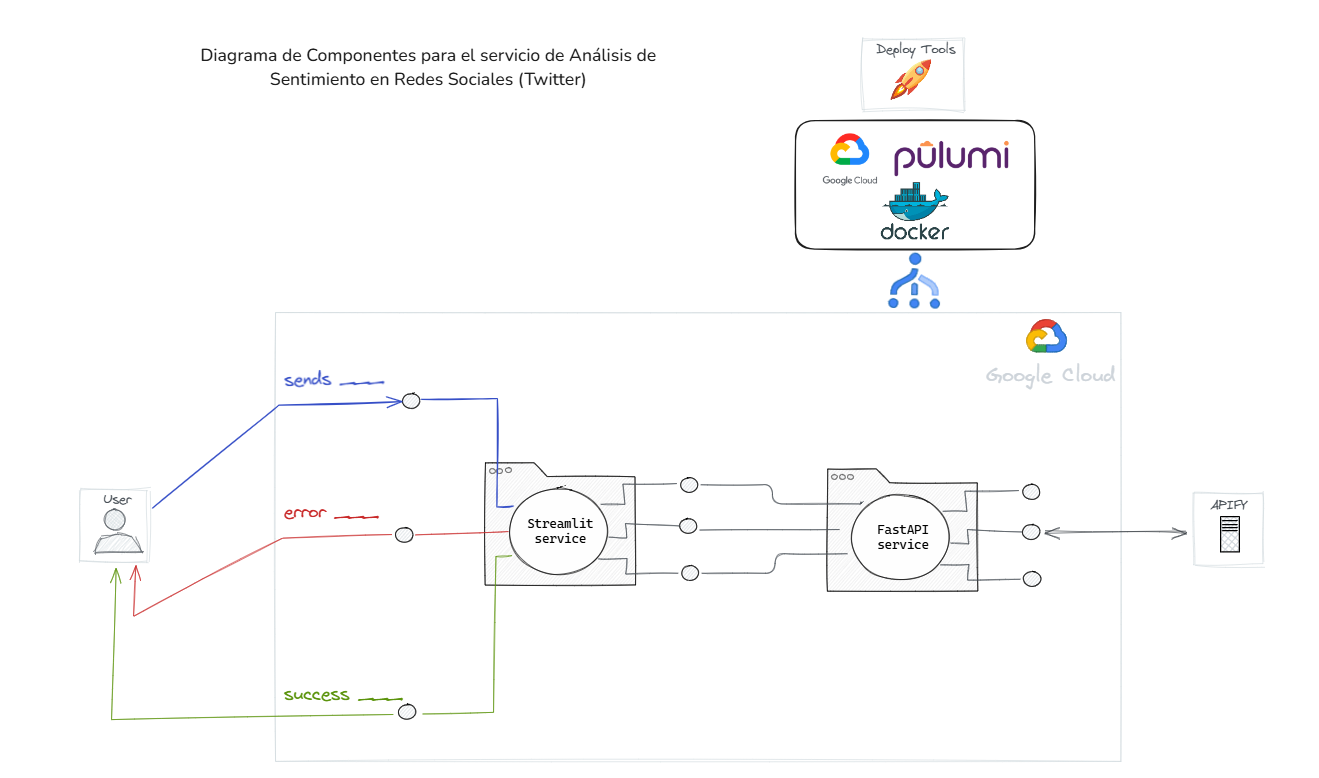 Diagrama de Componentes para el servicio de Análisis de
Sentimiento en Redes Sociales (Twitter)
Deploy Tools
Google Cloud
pulumi
docker
Google Cloud
sends
User
error
Streamlit
service
FastAPI
service
APIFY
success